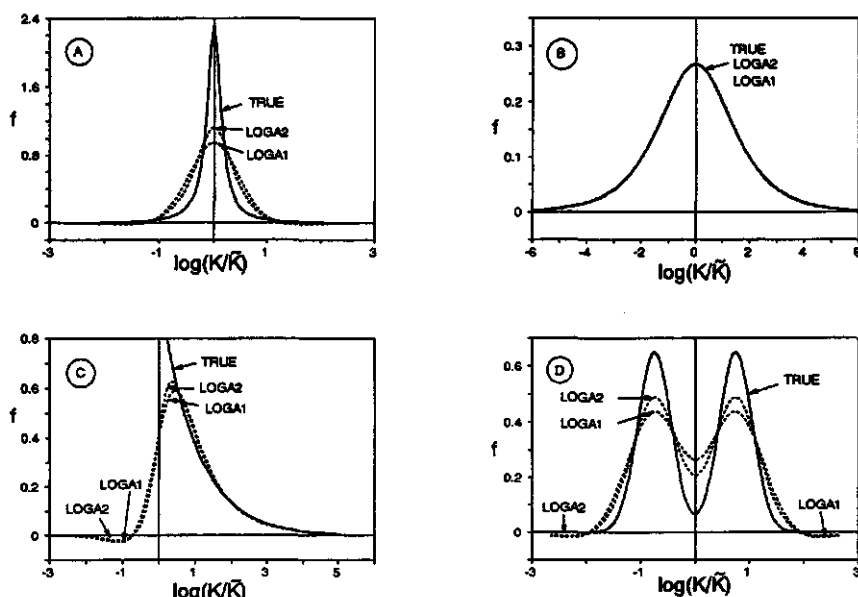 A
2.4
1.8
1.2
0.6
0
f
TRUE
LOGA2
LOGA1
-3
-1
1
3
log(K/K̃)
B
0.3
0.2
0.1
0
f
TRUE
LOGA2
LOGA1
-6
-4
-2
0
2
4
6
log(K/K̃)
C
0.8
0.6
0.4
0.2
0
f
TRUE
LOGA2
LOGA1
LOGA1
LOGA2
-3
-1
1
3
5
log(K/K̃)
D
0.6
0.4
0.2
0
f
TRUE
LOGA2
LOGA1
LOGA2
LOGA1
-3
-1
1
3
log(K/K̃)